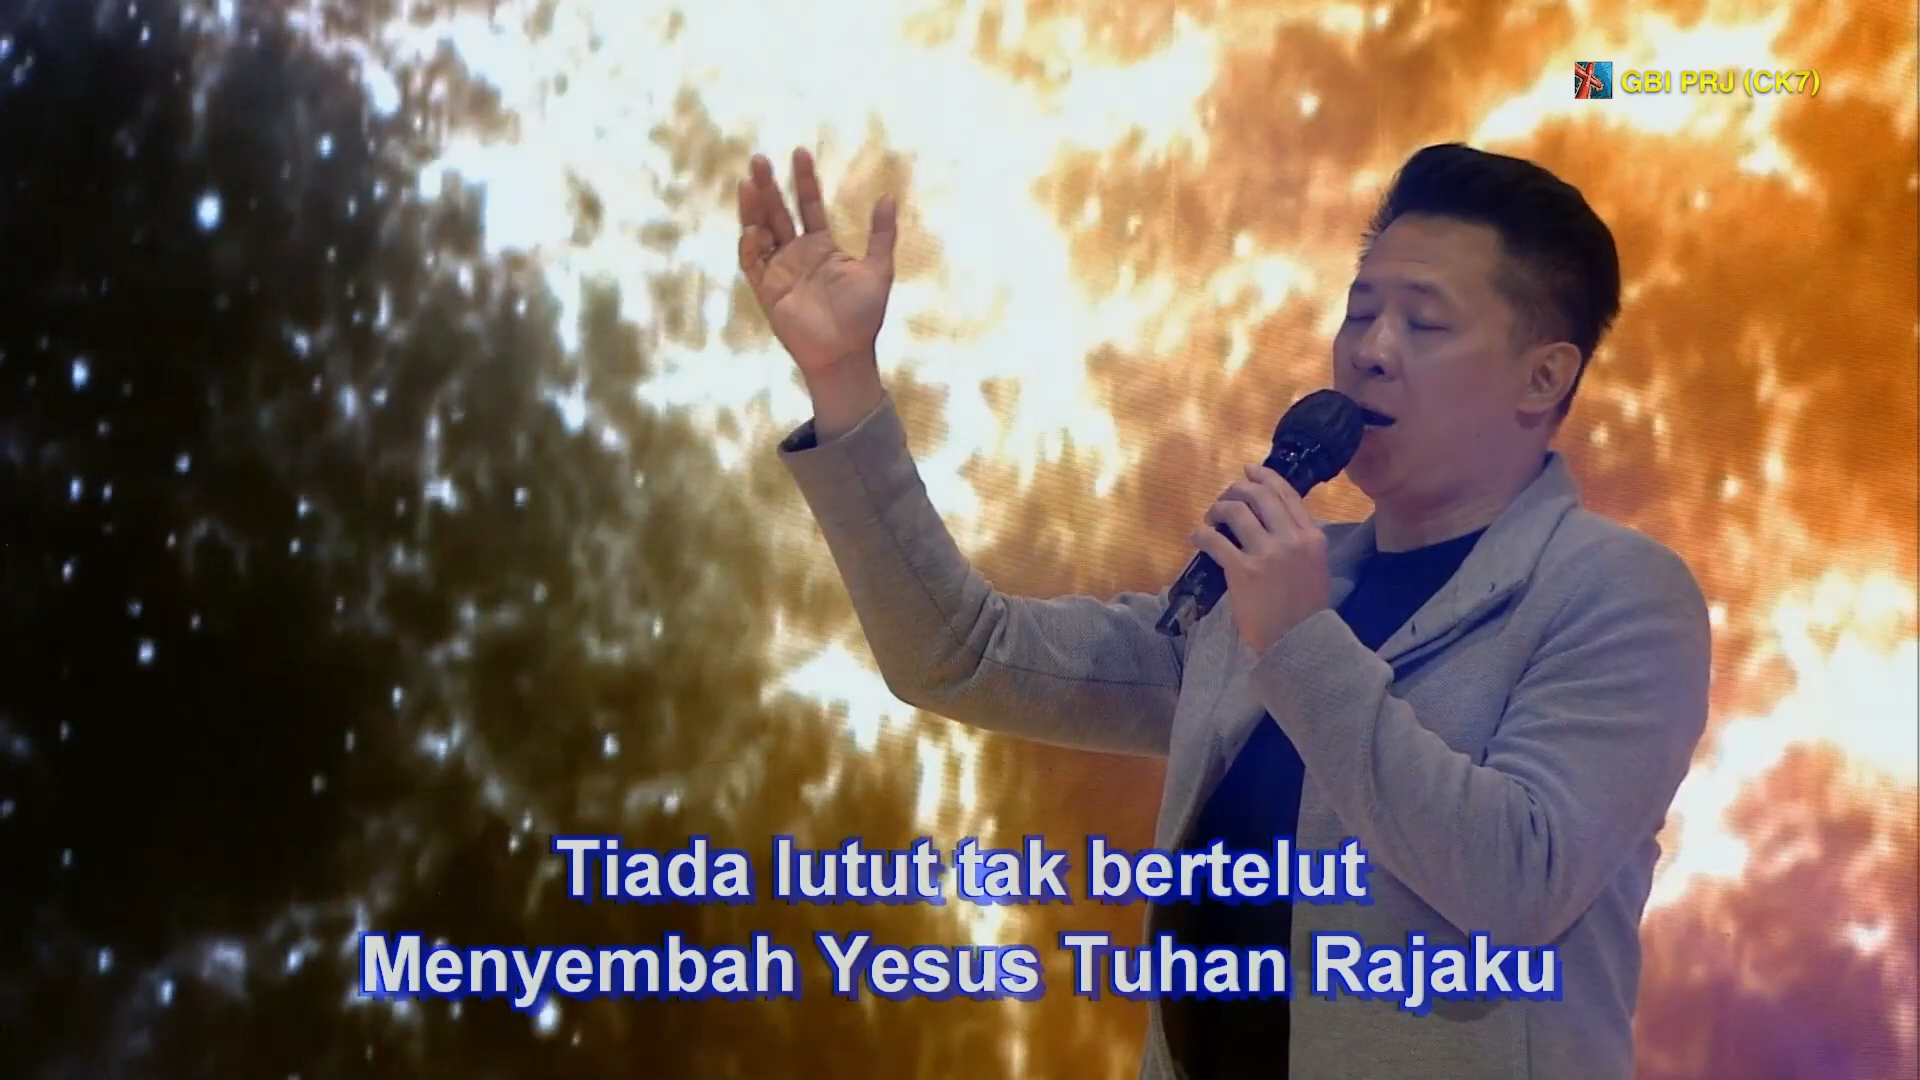 GBI PRJ (CK7)
Tiada lutut tak bertelut
Menyembah Yesus Tuhan Rajaku